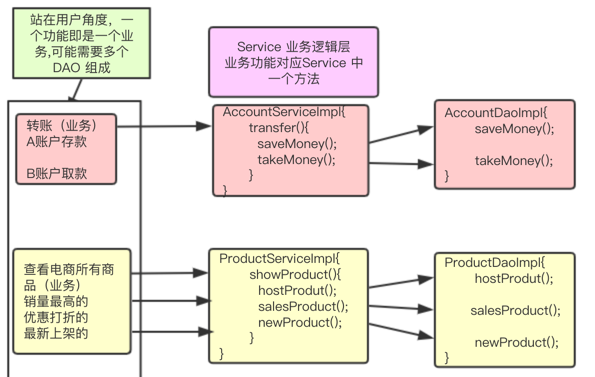 站在用户角度，一
个功能即是一个业
务,可能需要多个
DAO 组成
Service 业务逻辑层
业务功能对应Service 中
一个方法
转账（业务）
A账户存款
B账户取款
AccountServiceImpl{
transfer(){
saveMoney();
takeMoney();
}
}
AccountDaoImpl{
saveMoney();
takeMoney();
}
查看电商所有商
品（业务）
销量最高的
优惠打折的
最新上架的
ProductServiceImpl{
showProduct(){
hostProdut();
salesProduct();
newProduct();
}
}
ProductDaoImpl{
hostProdut();
salesProduct();
newProduct();
}